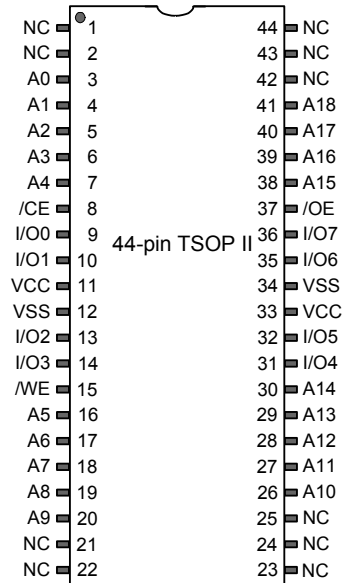 NC 1 44 NC
NC 2 43 NC
A0 3 42 NC
A1 4 41 A18
A2 5 40 A17
A3 6 39 A16
A4 7 38 A15
/CE 8 37 /OE
I/O0 9 44-pin TSOP II 36 I/O7
I/O1 10 35 I/O6
VCC 11 34 VSS
VSS 12 33 VCC
I/O2 13 32 I/O5
I/O3 14 31 I/O4
/WE 15 30 A14
A5 16 29 A13
A6 17 28 A12
A7 18 27 A11
A8 19 26 A10
A9 20 25 NC
NC 21 24 NC
NC 22 23 NC